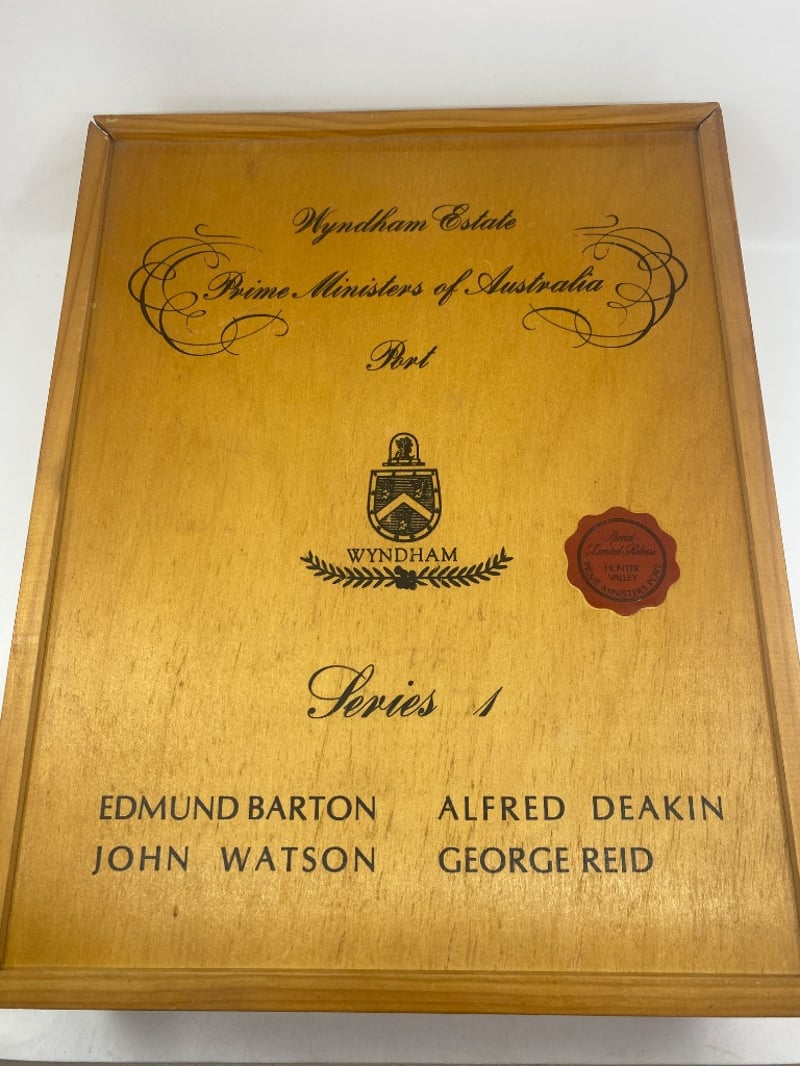 Wyndham Estate
Prime Ministers of Australia
Port
WYNDHAM
Special
Limited Release
HUNTER
VALLEY
PRIME MINISTERS PORT
Series 1
EDMUND BARTON ALFRED DEAKIN
JOHN WATSON GEORGE REID